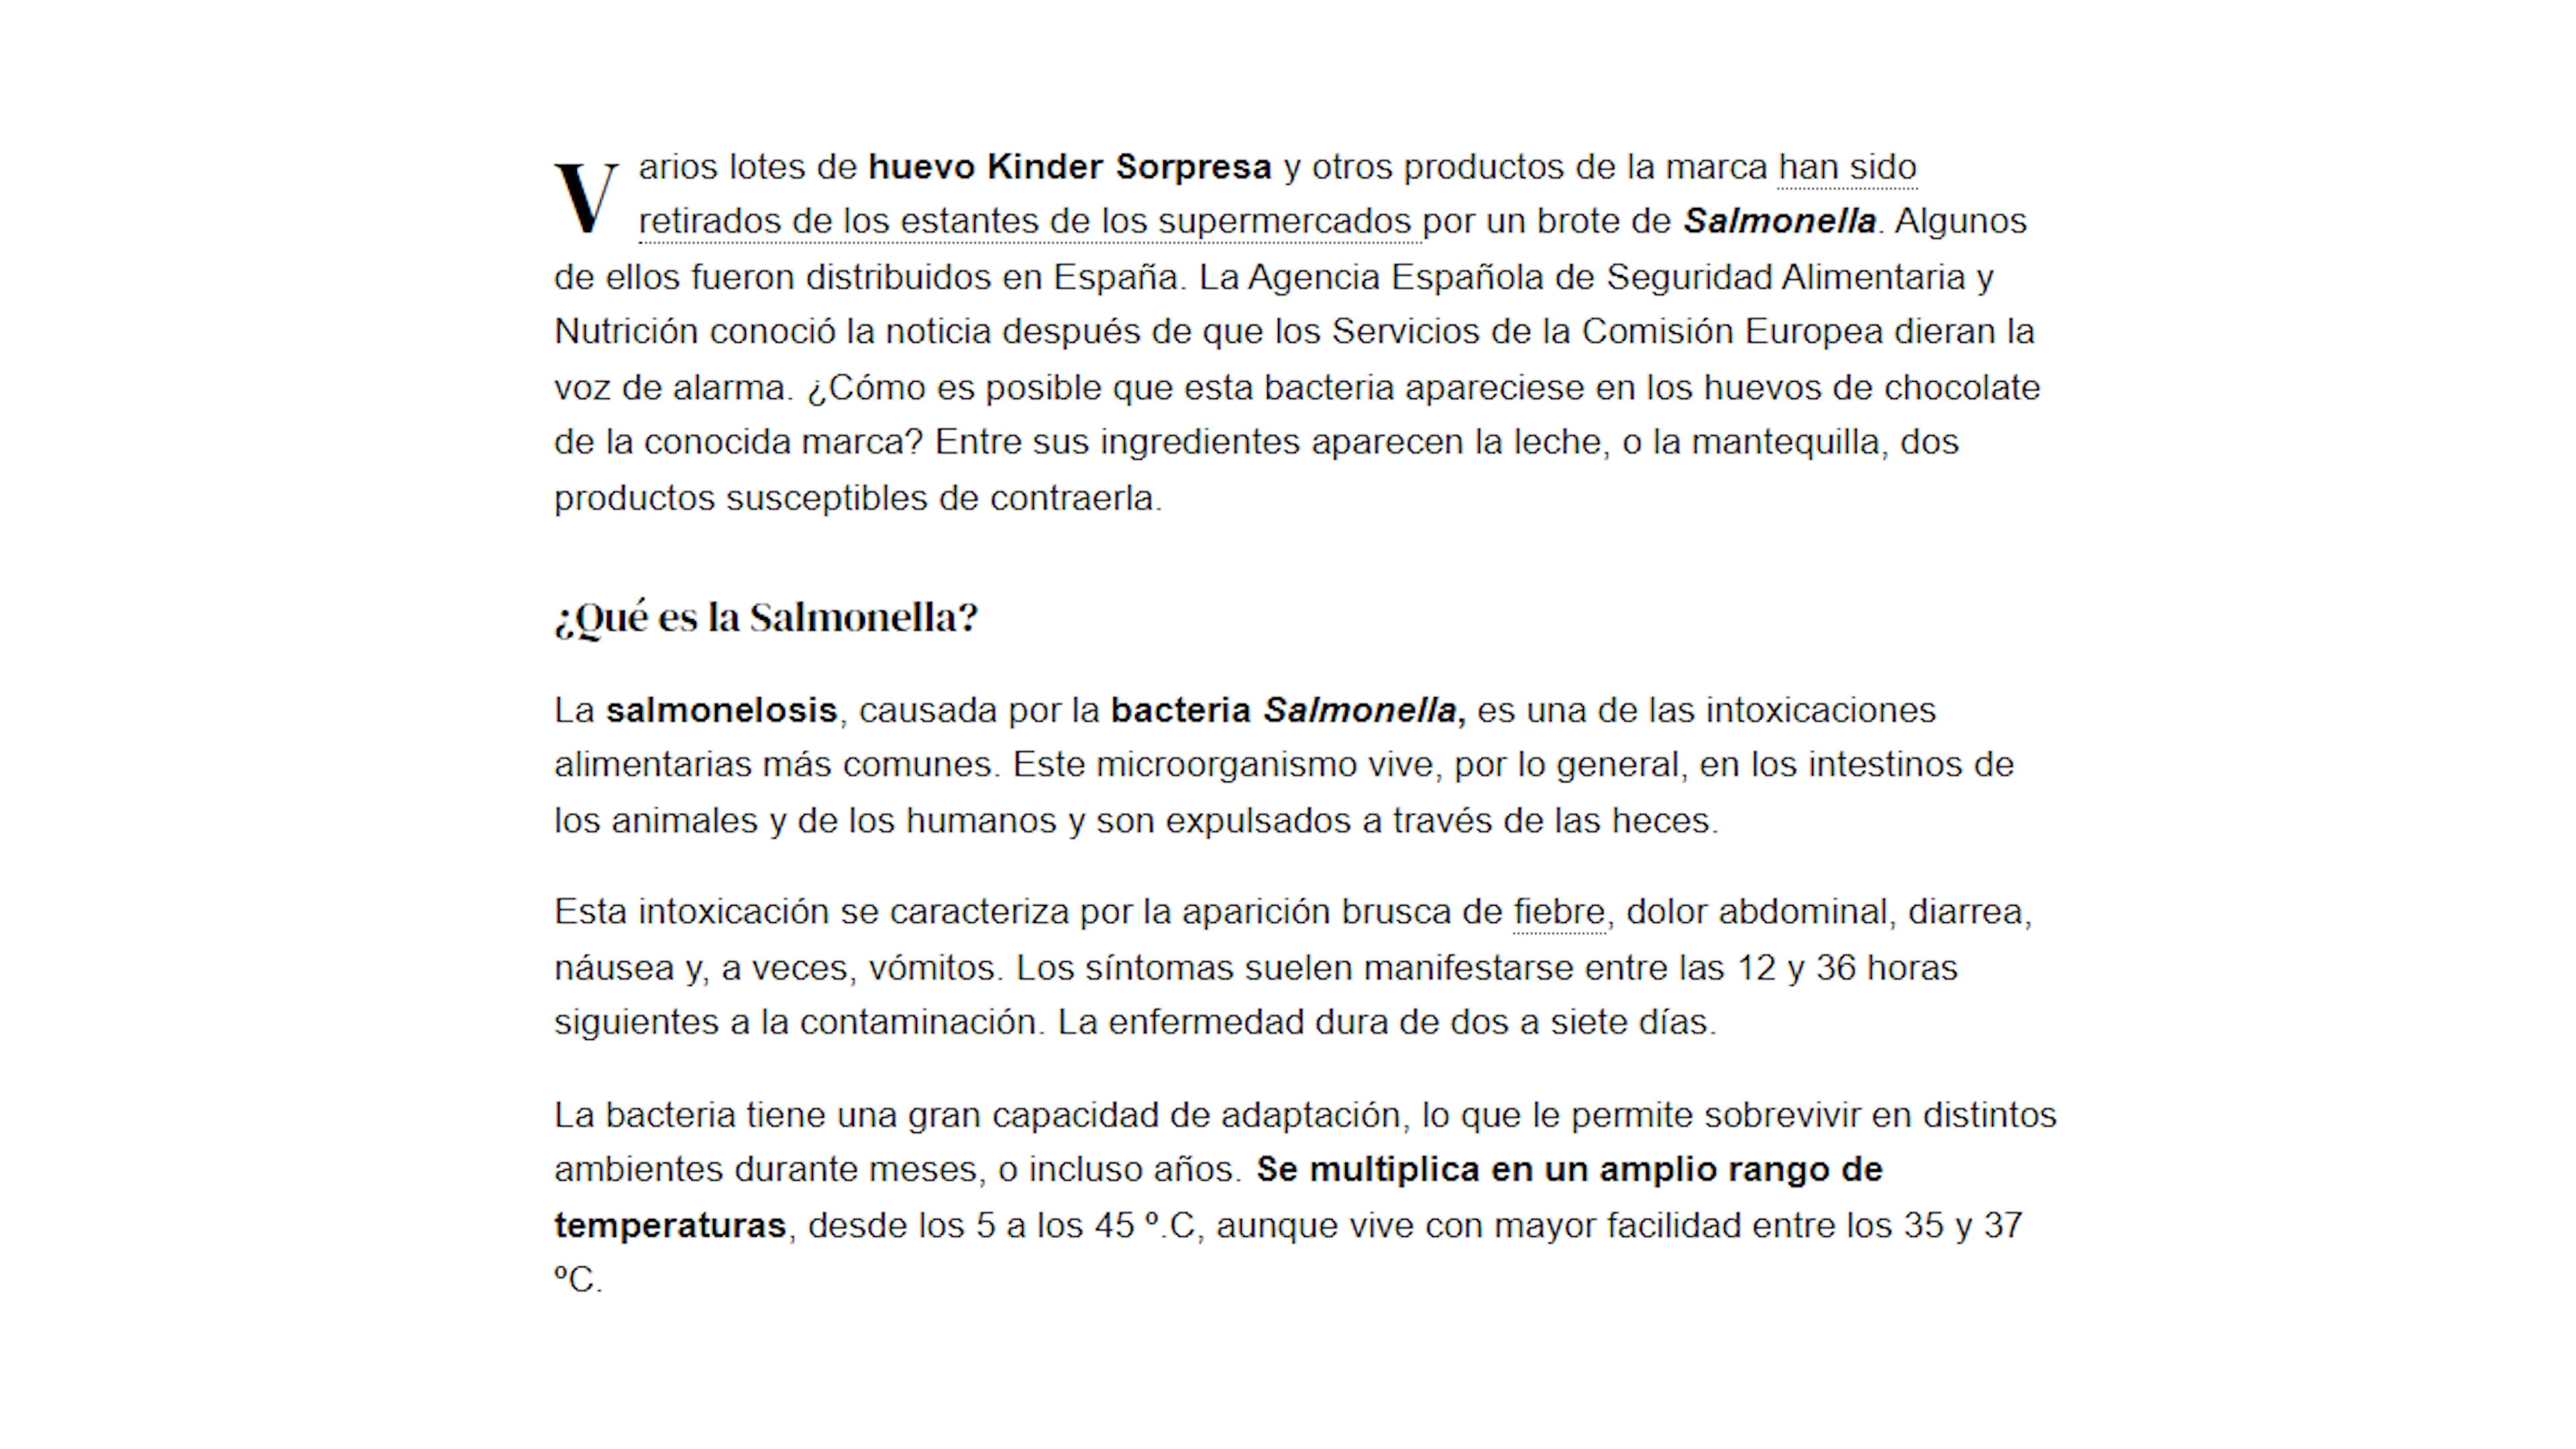 Varios lotes de huevo Kinder Sorpresa y otros productos de la marca han sido
retirados de los estantes de los supermercados por un brote de Salmonella. Algunos
de ellos fueron distribuidos en España. La Agencia Española de Seguridad Alimentaria y
Nutrición conoció la noticia después de que los Servicios de la Comisión Europea dieran la
voz de alarma. ¿Cómo es posible que esta bacteria apareciese en los huevos de chocolate
de la conocida marca? Entre sus ingredientes aparecen la leche, o la mantequilla, dos
productos susceptibles de contraerla.
¿Qué es la Salmonella?
La salmonelosis, causada por la bacteria Salmonella, es una de las intoxicaciones
alimentarias más comunes. Este microorganismo vive, por lo general, en los intestinos de
los animales y de los humanos y son expulsados a través de las heces.
Esta intoxicación se caracteriza por la aparición brusca de fiebre, dolor abdominal, diarrea,
náusea y, a veces, vómitos. Los síntomas suelen manifestarse entre las 12 y 36 horas
siguientes a la contaminación. La enfermedad dura de dos a siete días.
La bacteria tiene una gran capacidad de adaptación, lo que le permite sobrevivir en distintos
ambientes durante meses, o incluso años. Se multiplica en un amplio rango de
temperaturas, desde los 5 a los 45 º.C, aunque vive con mayor facilidad entre los 35 y 37
ºC.